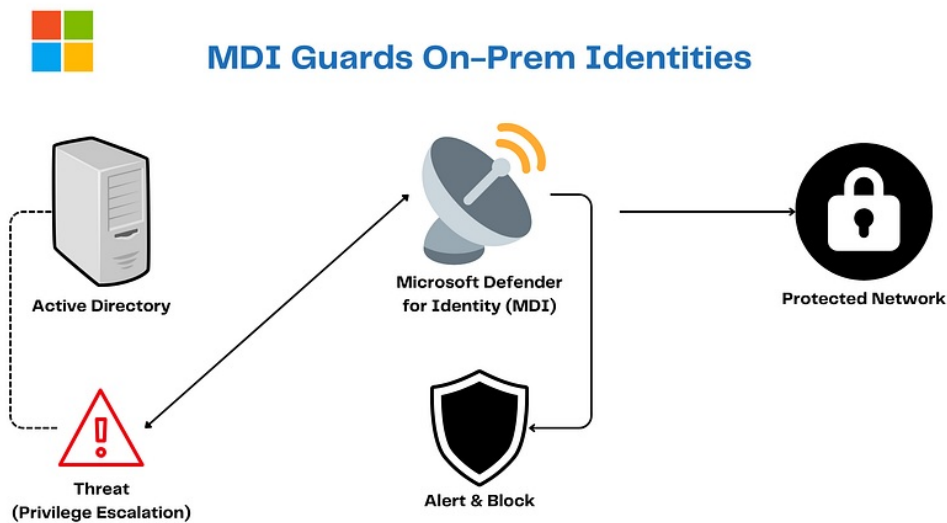 MDI Guards On-Prem Identities
Active Directory
Microsoft Defender
for Identity (MDI)
Protected Network
Threat
(Privilege Escalation)
Alert & Block